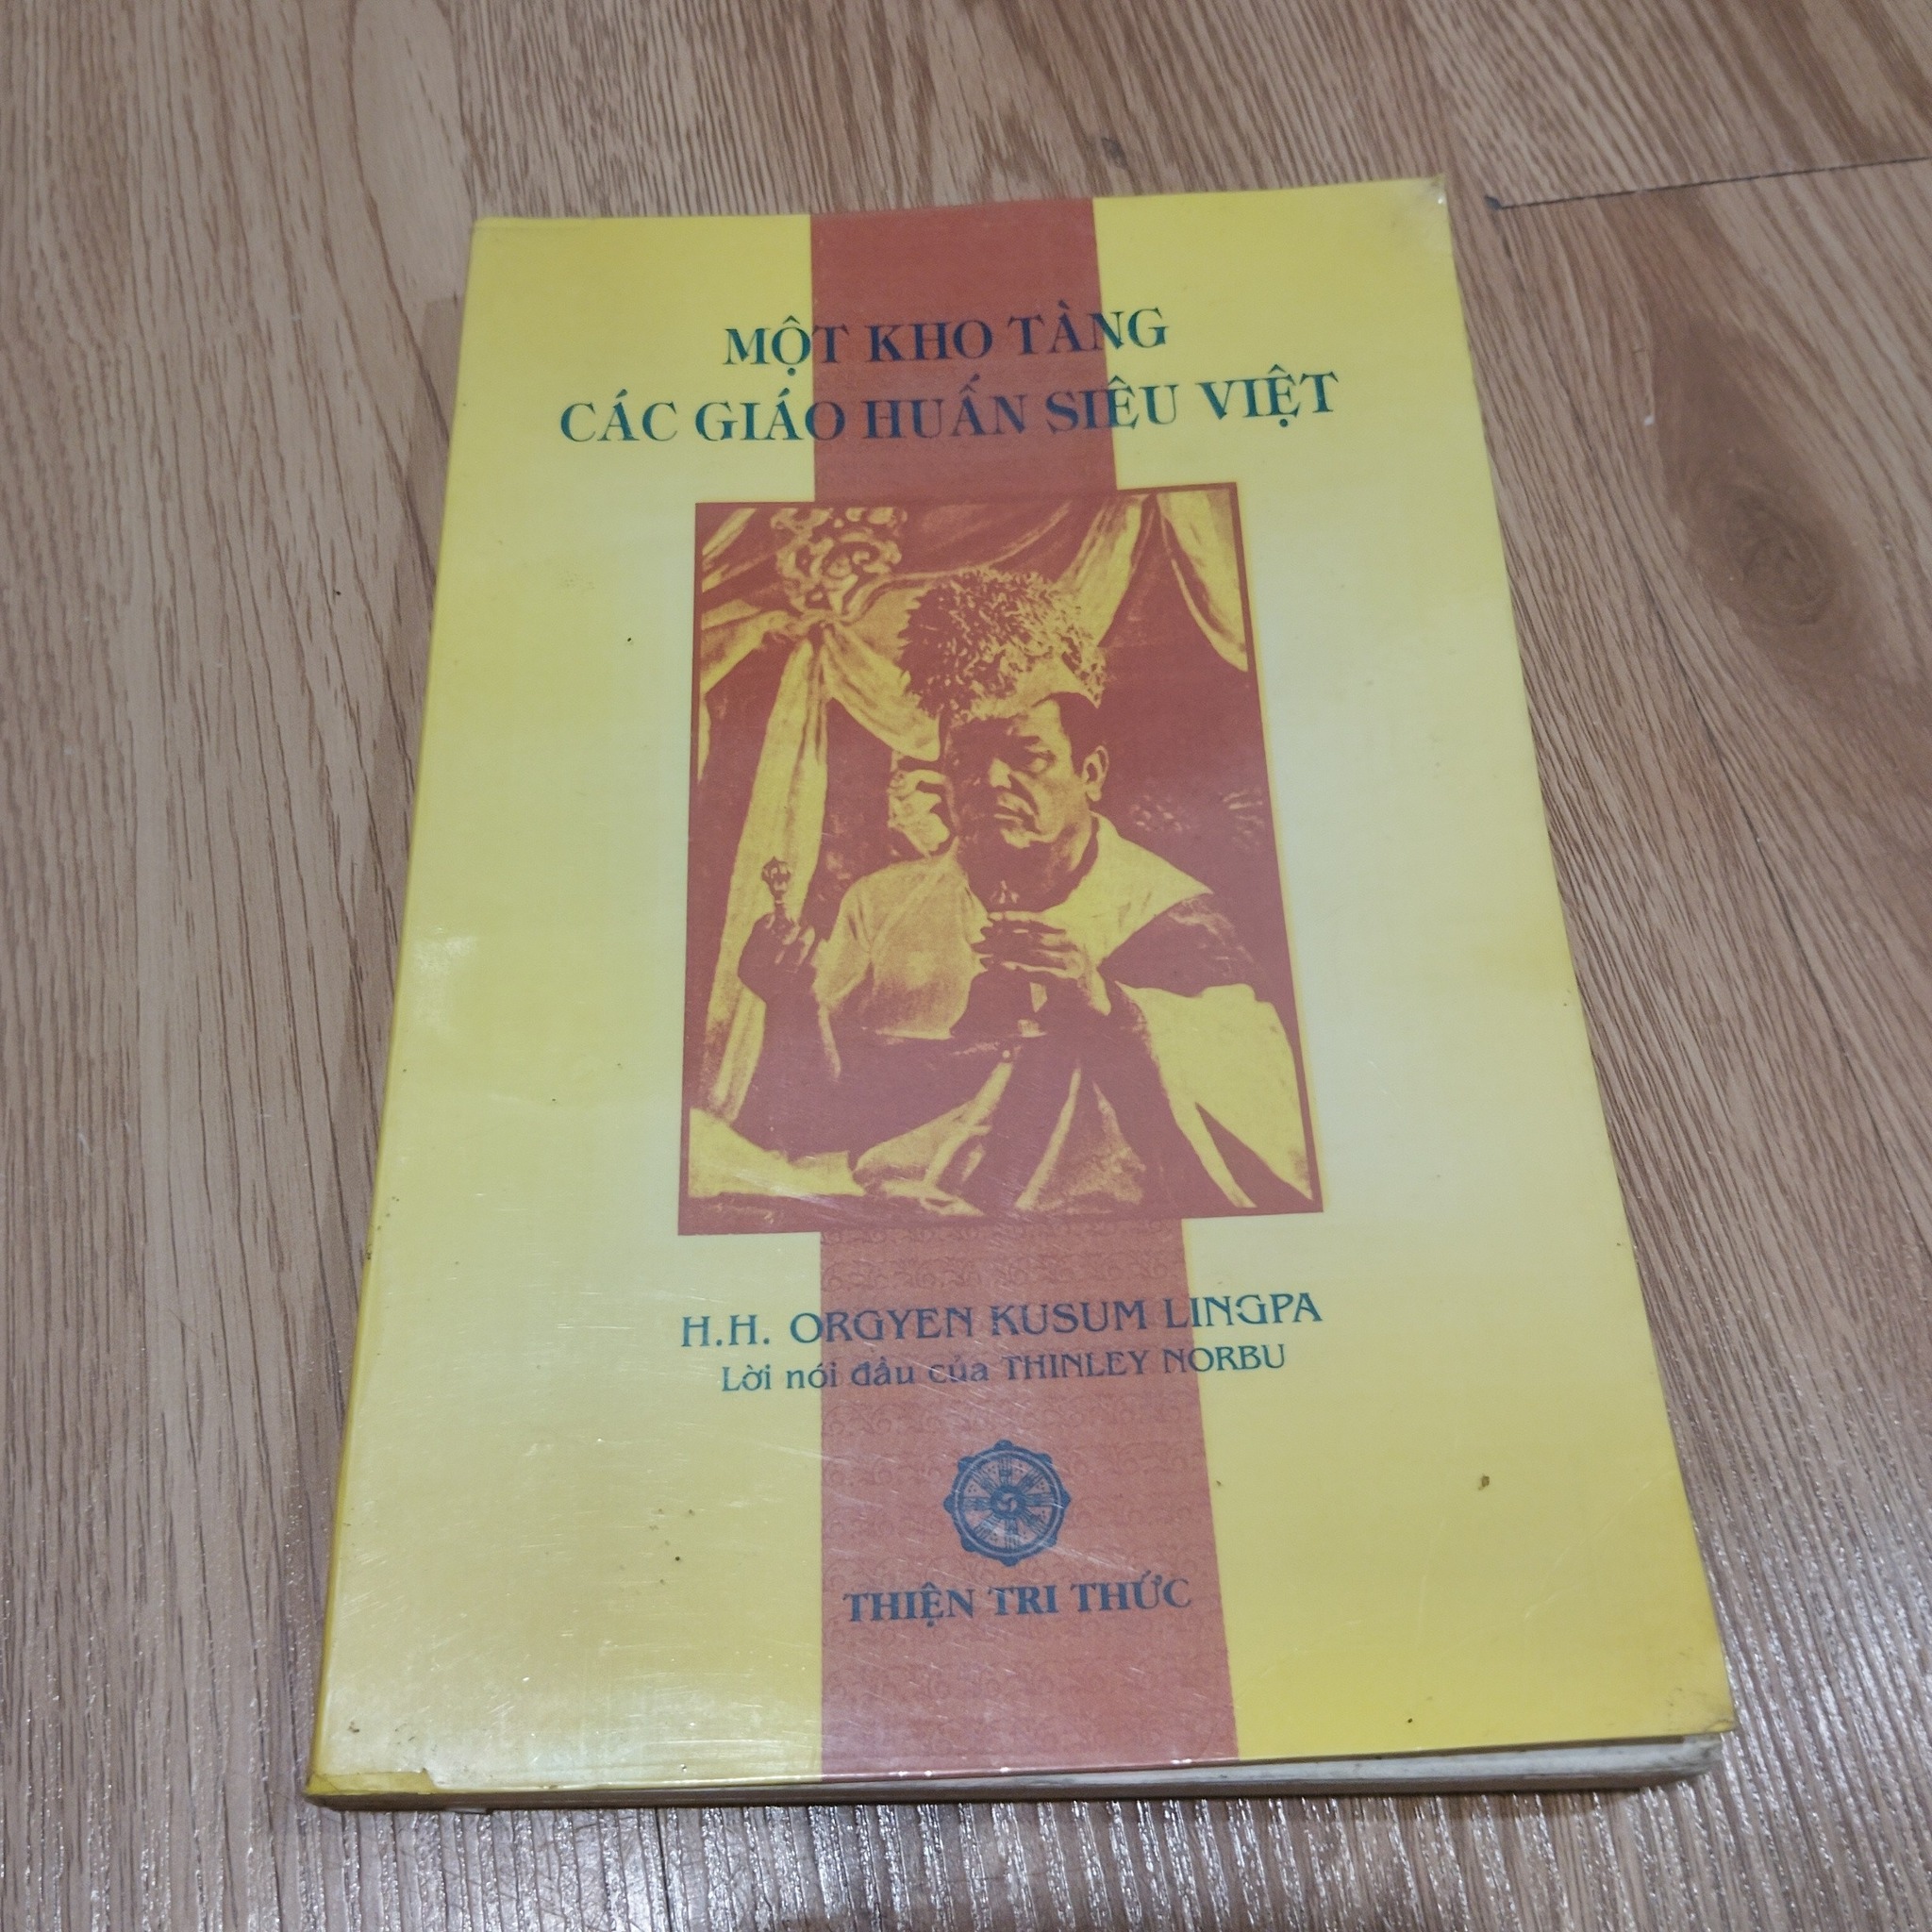 MỘT KHO TÀNG
CÁC GIÁO HUẤN SIÊU VIỆT
H.H. ORGYEN KUSUM LINGPA
Lời nói đầu của THINLEY NORBU
THIỆN TRI THỨC